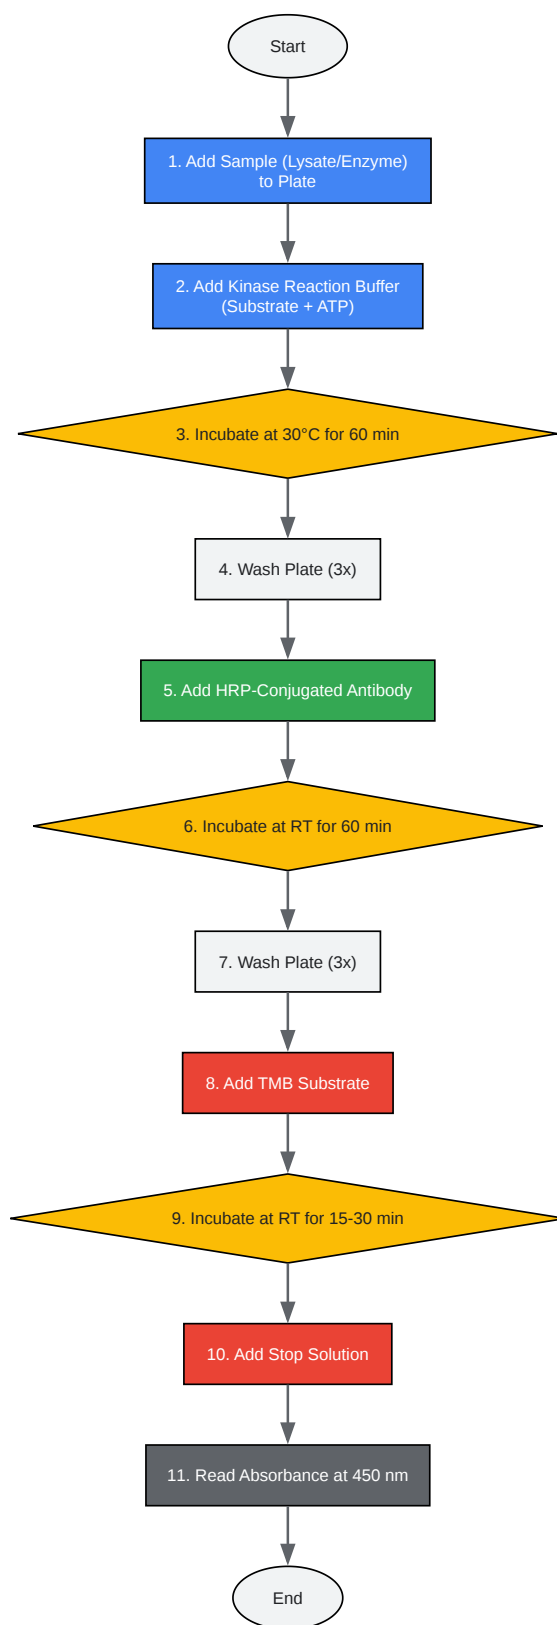 Start
1. Add Sample (Lysate/Enzyme)
to Plate
2. Add Kinase Reaction Buffer
(Substrate + ATP)
3. Incubate at 30°C for 60 min
4. Wash Plate (3x)
5. Add HRP-Conjugated Antibody
6. Incubate at RT for 60 min
7. Wash Plate (3x)
8. Add TMB Substrate
9. Incubate at RT for 15-30 min
10. Add Stop Solution
11. Read Absorbance at 450 nm
End